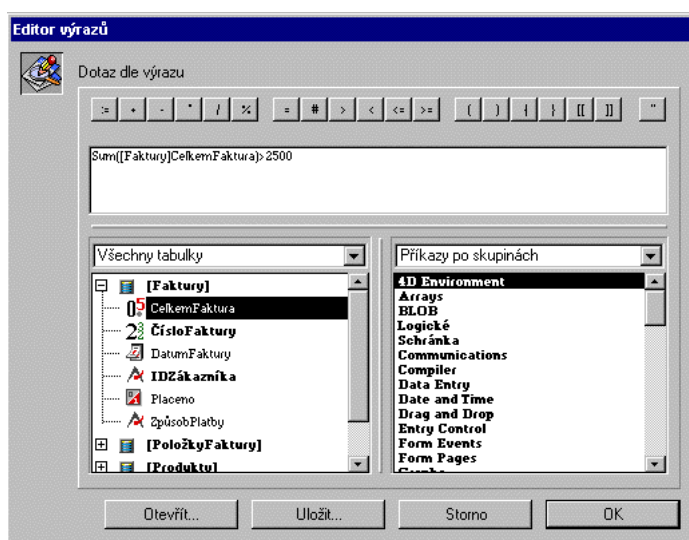 Editor výrazů
Dotaz dle výrazu
:= + - * / % = # > < <= >= ( ) { } [[ ]] "
Sum([Faktury]CelkemFaktura)>2500
Všechny tabulky
[Faktury]
CelkemFaktura
ČísloFaktury
DatumFaktury
IDZákazníka
Placeno
ZpůsobPlatby
[PoložkyFaktury]
[Produktu]
Příkazy po skupinách
4D Environment
Arrays
BLOB
Logické
Schránka
Communications
Compiler
Data Entry
Date and Time
Drag and Drop
Entry Control
Form Events
Form Pages
Otevřít...
Uložit...
Storno
OK